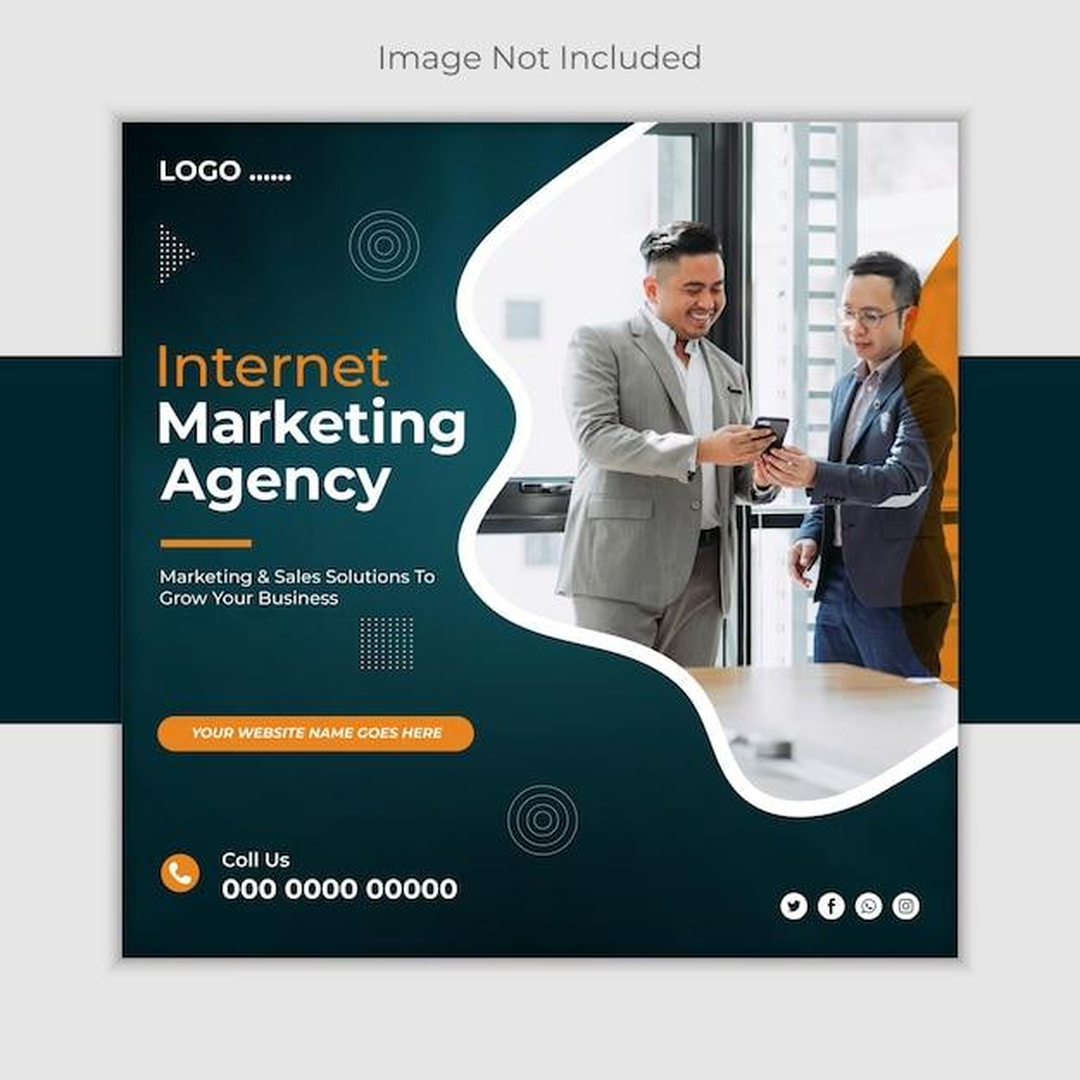 Image Not Included
LOGO ......
Internet
Marketing
Agency
Marketing & Sales Solutions To
Grow Your Business
YOUR WEBSITE NAME GOES HERE
Coll Us
000 0000 00000